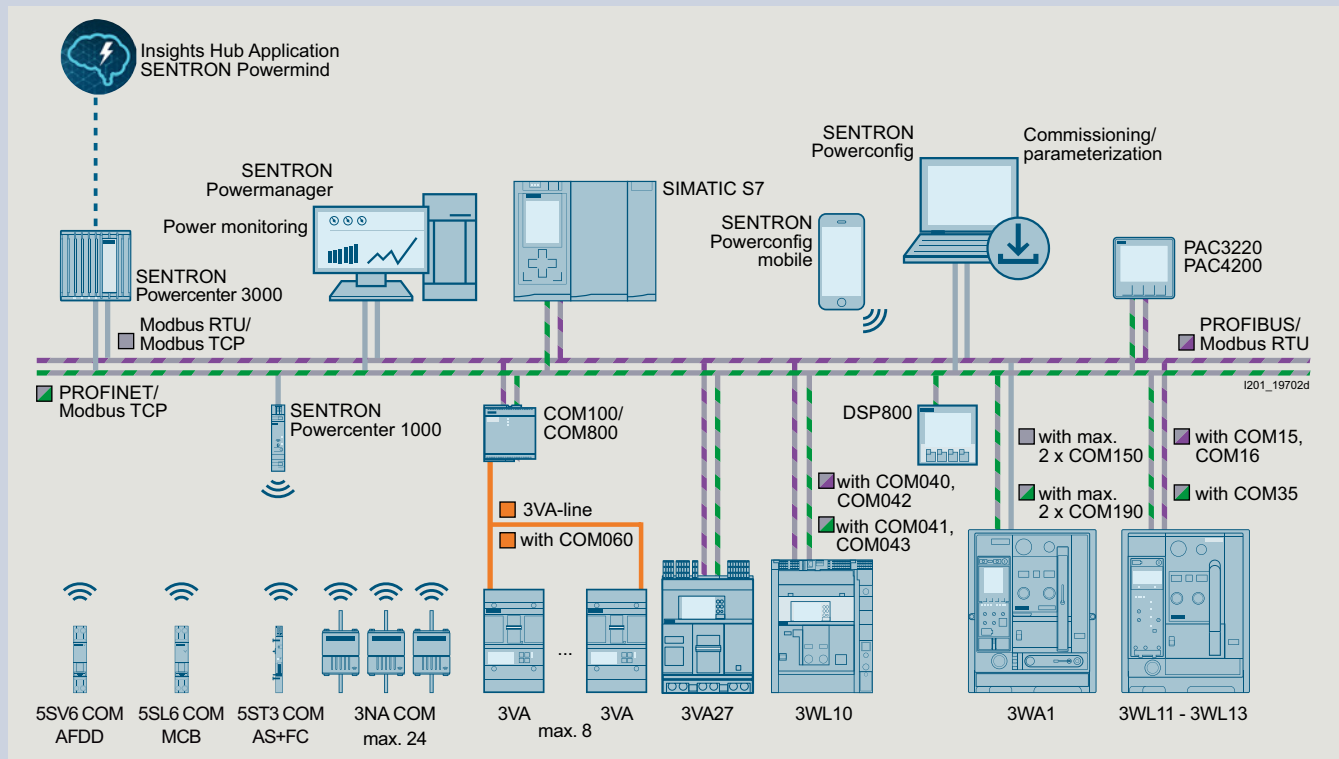 Insights Hub Application
SENTRON Powermind
SENTRON
Powermanager
Power monitoring
SENTRON
Powercenter 3000
SIMATIC S7
SENTRON
Powerconfig
Commissioning/
parameterization
SENTRON
Powerconfig
mobile
PAC3220
PAC4200
Modbus RTU/
Modbus TCP
PROFIBUS/
Modbus RTU
I201_19702d
PROFINET/
Modbus TCP
SENTRON
Powercenter 1000
COM100/
COM800
DSP800
3VA-line
with COM060
with COM040,
COM042
with COM041,
COM043
with max.
2 x COM150
with max.
2 x COM190
with COM15,
COM16
with COM35
5SV6 COM
AFDD
5SL6 COM
MCB
5ST3 COM
AS+FC
3NA COM
max. 24
3VA
...
3VA
max. 8
3VA27
3WL10
3WA1
3WL11 - 3WL13